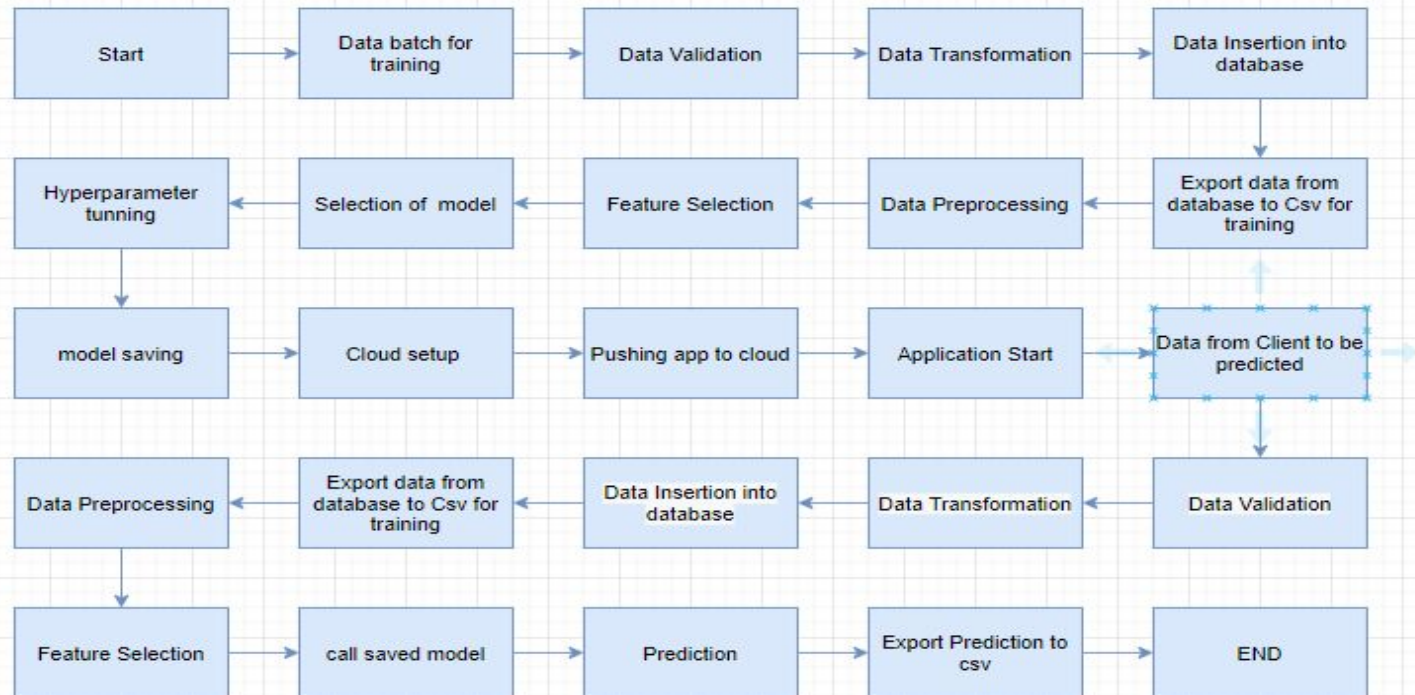 Start
Data batch for
training
Data Validation
Data Transformation
Data Insertion into
database
Hyperparameter
tunning
Selection of model
Feature Selection
Data Preprocessing
Export data from
database to Csv for
training
model saving
Cloud setup
Pushing app to cloud
Application Start
Data from Client to be
predicted
Data Preprocessing
Export data from
database to Csv for
training
Data Insertion into
database
Data Transformation
Data Validation
Feature Selection
call saved model
Prediction
Export Prediction to
csv
END